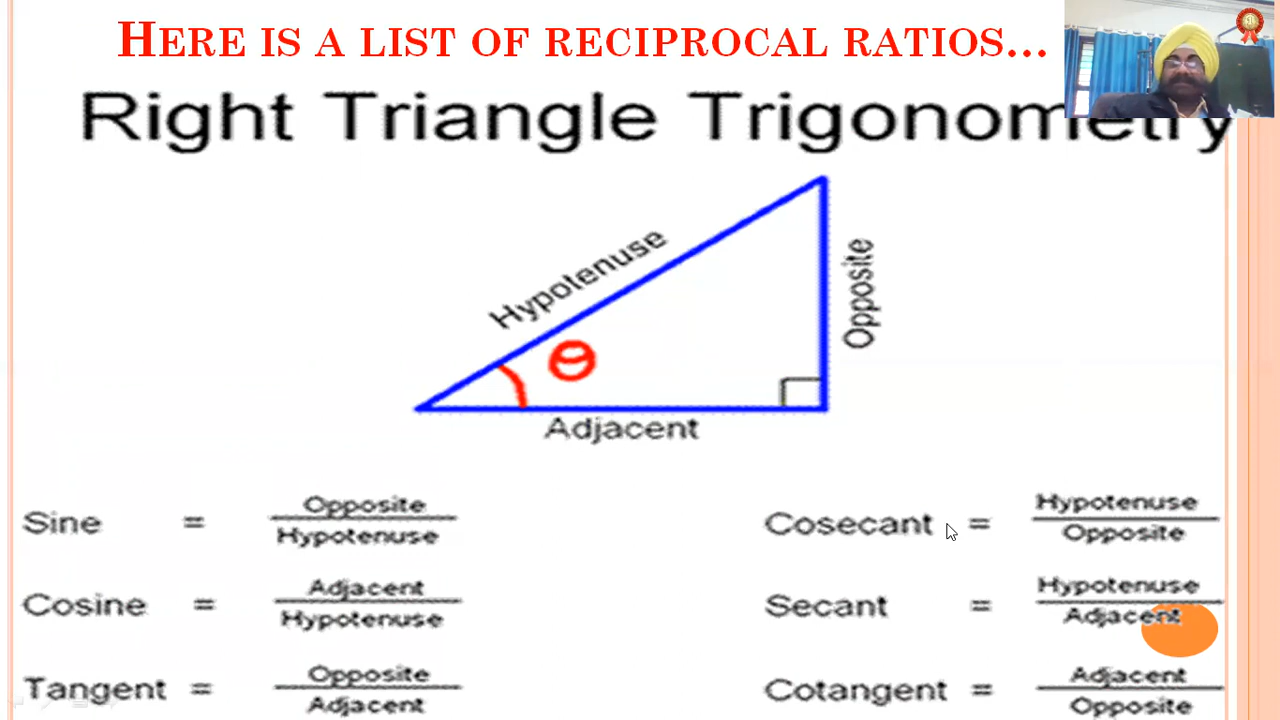 HERE IS A LIST OF RECIPROCAL RATIOS...
Right Triangle Trigonometry
Hypotenuse
Opposite
θ
Adjacent
Sine = Opposite / Hypotenuse
Cosecant = Hypotenuse / Opposite
Cosine = Adjacent / Hypotenuse
Secant = Hypotenuse / Adjacent
Tangent = Opposite / Adjacent
Cotangent = Adjacent / Opposite